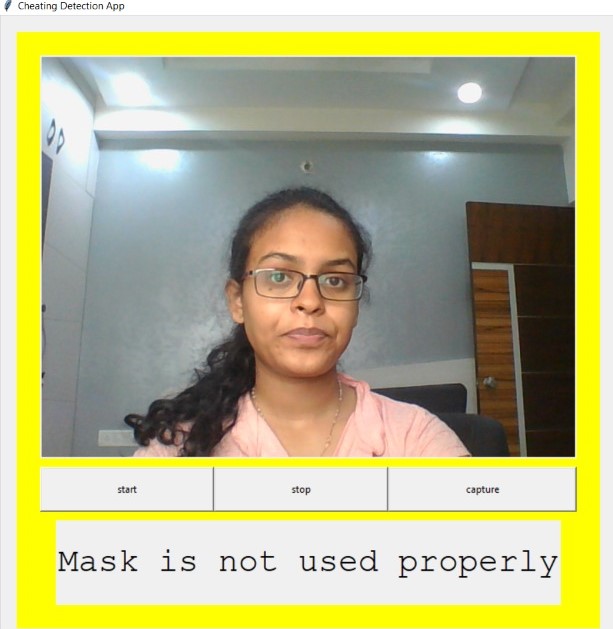 Cheating Detection App
start
stop
capture
Mask is not used properly